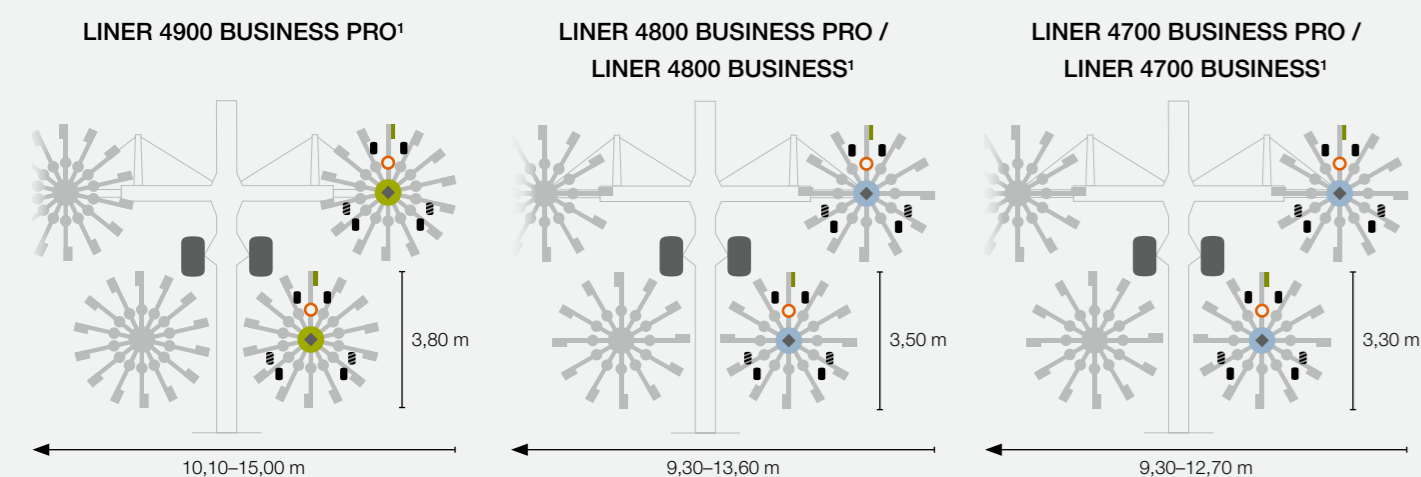 LINER 4900 BUSINESS PRO¹
3,80 m
10,10–15,00 m
LINER 4800 BUSINESS PRO /
LINER 4800 BUSINESS¹
3,50 m
9,30–13,60 m
LINER 4700 BUSINESS PRO /
LINER 4700 BUSINESS¹
3,30 m
9,30–12,70 m